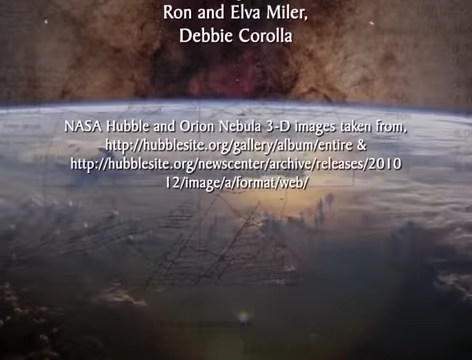 Ron and Elva Miler,
Debbie Corolla
NASA Hubble and Orion Nebula 3-D images taken from,
http://hubblesite.org/gallery/album/entire &
http://hubblesite.org/newscenter/archive/releases/2010
12/image/a/format/web/